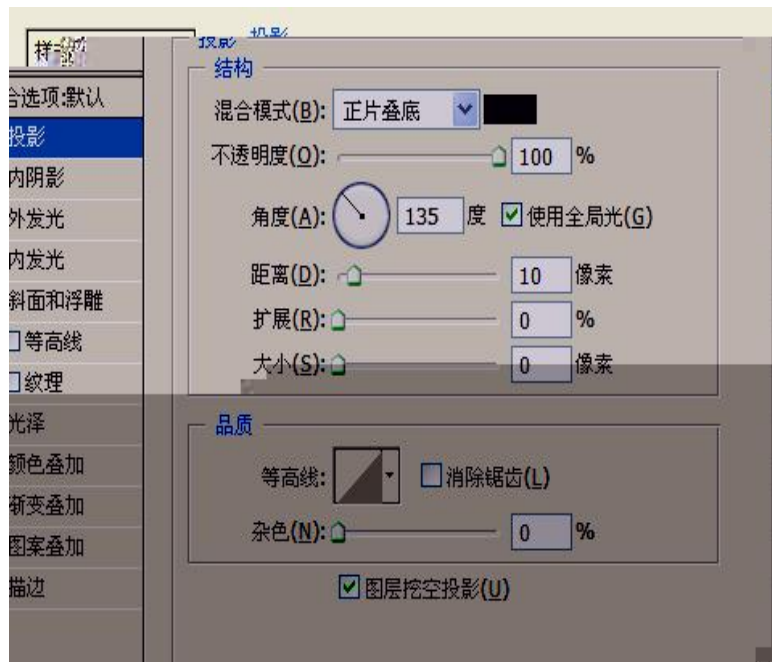 投影
合选项:默认
投影
内阴影
外发光
内发光
斜面和浮雕
等高线
纹理
光泽
颜色叠加
渐变叠加
图案叠加
描边
投影
结构
混合模式(B): 正片叠底
不透明度(O): 100 %
角度(A): 135 度 使用全局光(G)
距离(D): 10 像素
扩展(R): 0 %
大小(S): 0 像素
品质
等高线: 消除锯齿(L)
杂色(N): 0 %
图层挖空投影(U)